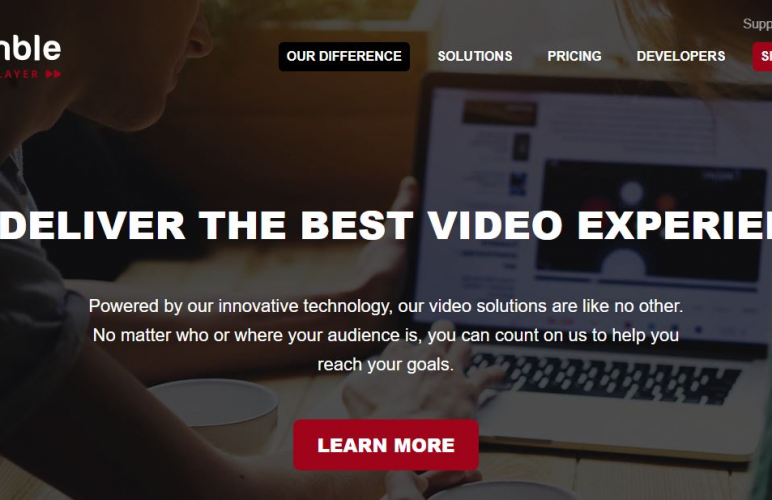 Supp
nble
LAYER
OUR DIFFERENCE SOLUTIONS PRICING DEVELOPERS
DELIVER THE BEST VIDEO EXPERIE
Powered by our innovative technology, our video solutions are like no other.
No matter who or where your audience is, you can count on us to help you
reach your goals.
LEARN MORE